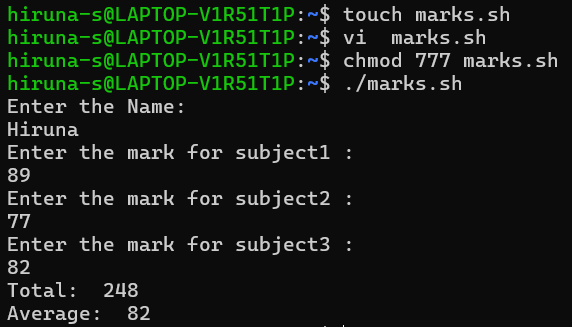 hiruna-s@LAPTOP-V1R51T1P:~$ touch marks.sh
hiruna-s@LAPTOP-V1R51T1P:~$ vi  marks.sh
hiruna-s@LAPTOP-V1R51T1P:~$ chmod 777 marks.sh
hiruna-s@LAPTOP-V1R51T1P:~$ ./marks.sh
Enter the Name:
Hiruna
Enter the mark for subject1 :
89
Enter the mark for subject2 :
77
Enter the mark for subject3 :
82
Total:  248
Average:  82